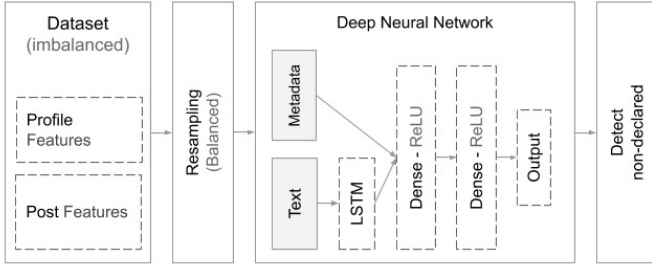 Dataset
(imbalanced)
Profile
Features
Post Features
Resampling
(Balanced)
Deep Neural Network
Metadata
Text
LSTM
Dense - ReLU
Dense - ReLU
Output
Detect
non-declared